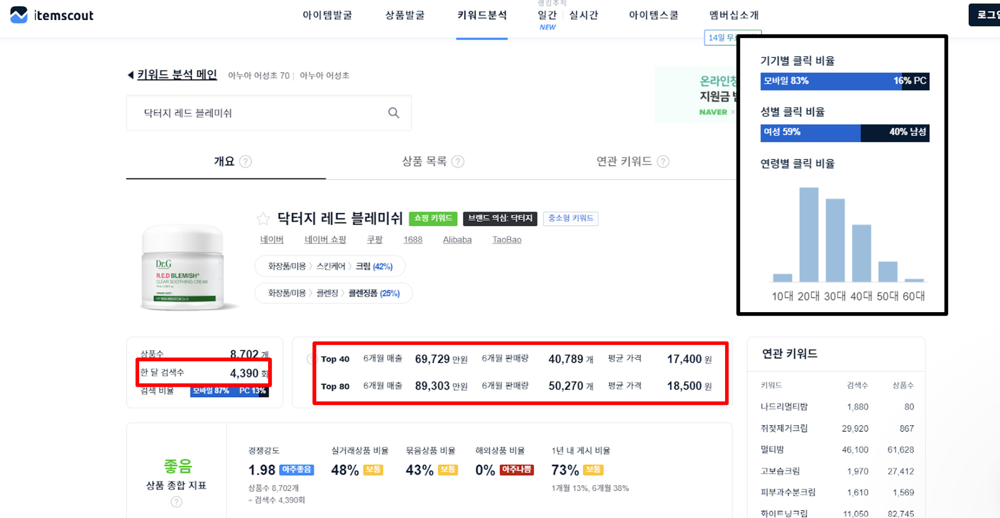 itemscout
아이템발굴
상품발굴
키워드분석
랭킹추적
일간 | 실시간
NEW
아이템스쿨
멤버십소개
14일 무
키워드 분석 메인
아누아 어성초 70 | 아누아 어성초
닥터지 레드 블레미쉬
온라인창
지원금
NAVER ×
개요 ?
상품 목록 ?
연관 키워드 ?
기기별 클릭 비율
모바일 83% 16% PC
성별 클릭 비율
여성 59% 40% 남성
연령별 클릭 비율
10대 20대 30대 40대 50대 60대
닥터지 레드 블레미쉬 쇼핑 키워드 브랜드 의심: 닥터지 중소형 키워드
네이버 네이버 쇼핑 쿠팡 1688 Alibaba TaoBao
화장품/미용 〉 스킨케어 〉 크림 (42%)
화장품/미용 〉 클렌징 〉 클렌징폼 (25%)
Dr.G
R.E.D BLEMISH
CLEAR SOOTHING CREAM
MY SKIN MENTOR Dr.G
상품수 8,702 개
한 달 검색수 4,390 회
검색 비율 모바일 87% PC 13%
Top 40 6개월 매출 69,729 만원 6개월 판매량 40,789 개 평균 가격 17,400 원
Top 80 6개월 매출 89,303 만원 6개월 판매량 50,270 개 평균 가격 18,500 원
좋음
상품 종합 지표
?
경쟁강도
1.98 아주좋음
상품수 8,702개
÷ 검색수 4,390회
실거래상품 비율
48% 보통
묶음상품 비율
43% 보통
해외상품 비율
0% 아주나쁨
1년 내 게시 비율
73% 보통
1개월 13%, 6개월 38%
연관 키워드
키워드 검색수 상품수
나드리멀티밤 1,880 80
쥐젖제거크림 29,920 867
멀티밤 46,100 61,628
고보습크림 1,970 27,412
피부과수분크림 1,610 1,569
화이트닝크림 11,050 82,745